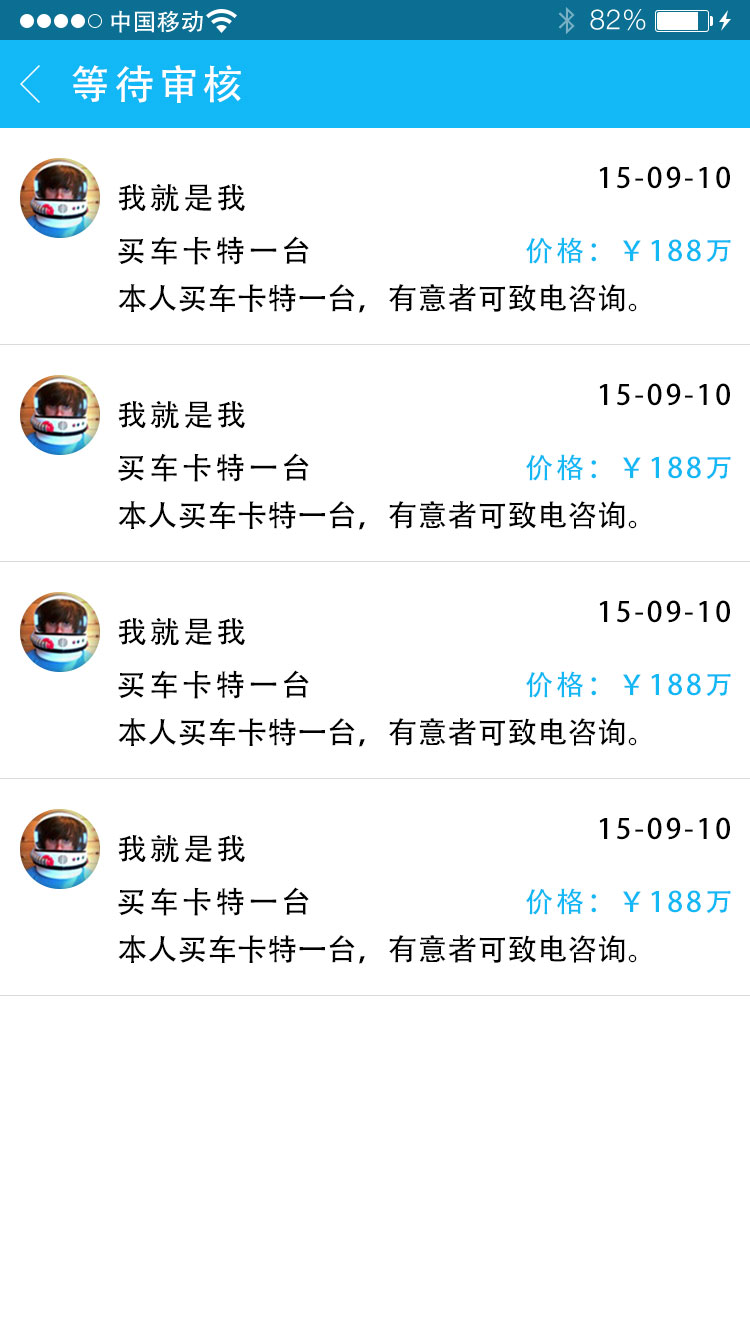 中国移动 82%
等待审核
15-09-10
我就是我
买车卡特一台 价格：￥188万
本人买车卡特一台，有意者可致电咨询。
15-09-10
我就是我
买车卡特一台 价格：￥188万
本人买车卡特一台，有意者可致电咨询。
15-09-10
我就是我
买车卡特一台 价格：￥188万
本人买车卡特一台，有意者可致电咨询。
15-09-10
我就是我
买车卡特一台 价格：￥188万
本人买车卡特一台，有意者可致电咨询。